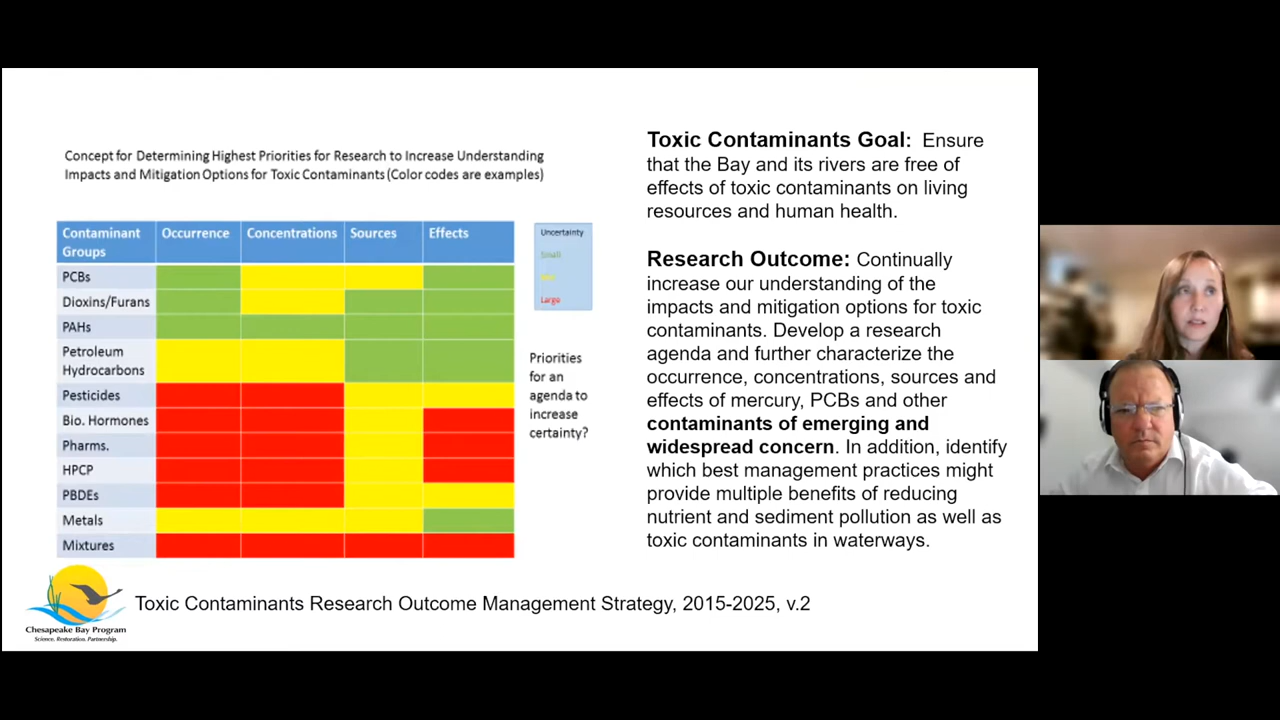 Concept for Determining Highest Priorities for Research to Increase Understanding
Impacts and Mitigation Options for Toxic Contaminants (Color codes are examples)
Contaminant
Groups
Occurrence
Concentrations
Sources
Effects
PCBs
Dioxins/Furans
PAHs
Petroleum
Hydrocarbons
Pesticides
Bio. Hormones
Pharms.
HPCP
PBDEs
Metals
Mixtures
Uncertainty
Small
Large
Priorities
for an
agenda to
increase
certainty?
Toxic Contaminants Goal: Ensure
that the Bay and its rivers are free of
effects of toxic contaminants on living
resources and human health.
Research Outcome: Continually
increase our understanding of the
impacts and mitigation options for toxic
contaminants. Develop a research
agenda and further characterize the
occurrence, concentrations, sources and
effects of mercury, PCBs and other
contaminants of emerging and
widespread concern. In addition, identify
which best management practices might
provide multiple benefits of reducing
nutrient and sediment pollution as well as
toxic contaminants in waterways.
Chesapeake Bay Program
Science. Restoration. Partnership.
Toxic Contaminants Research Outcome Management Strategy, 2015-2025, v.2